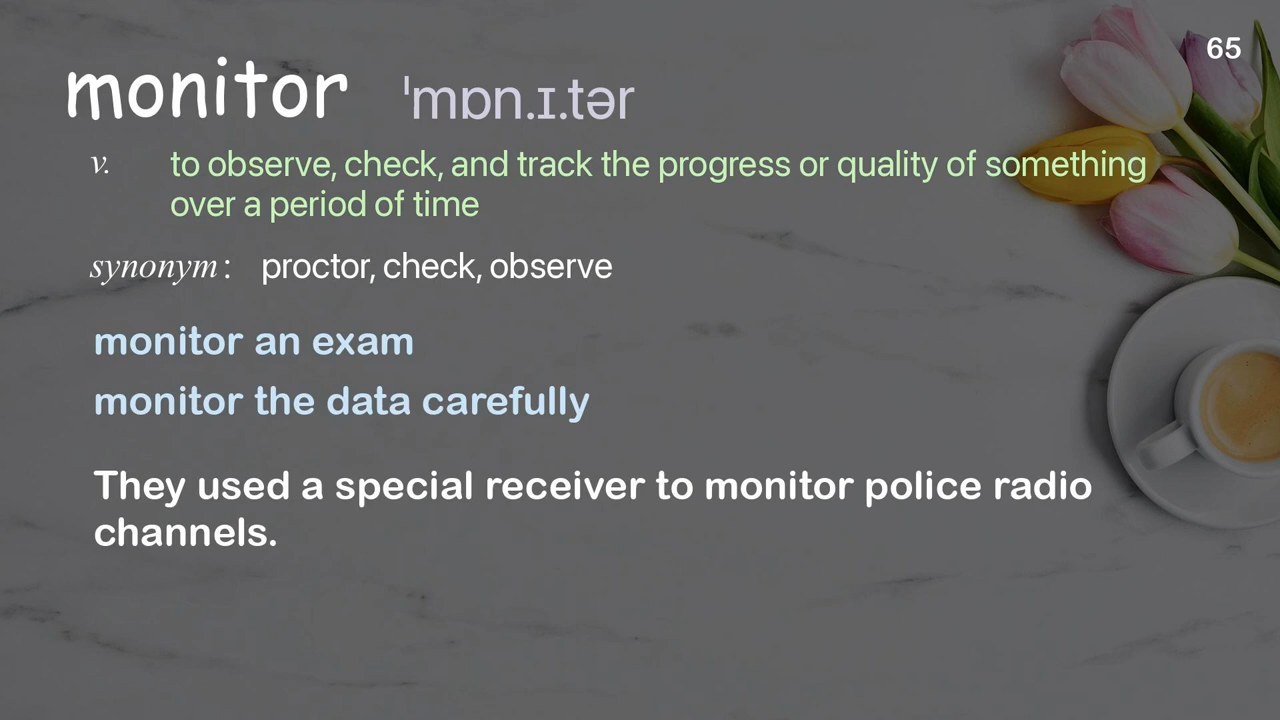 65
monitor ˈmɒn.ɪ.tər
v. to observe, check, and track the progress or quality of something
over a period of time
synonym : proctor, check, observe
monitor an exam
monitor the data carefully
They used a special receiver to monitor police radio
channels.